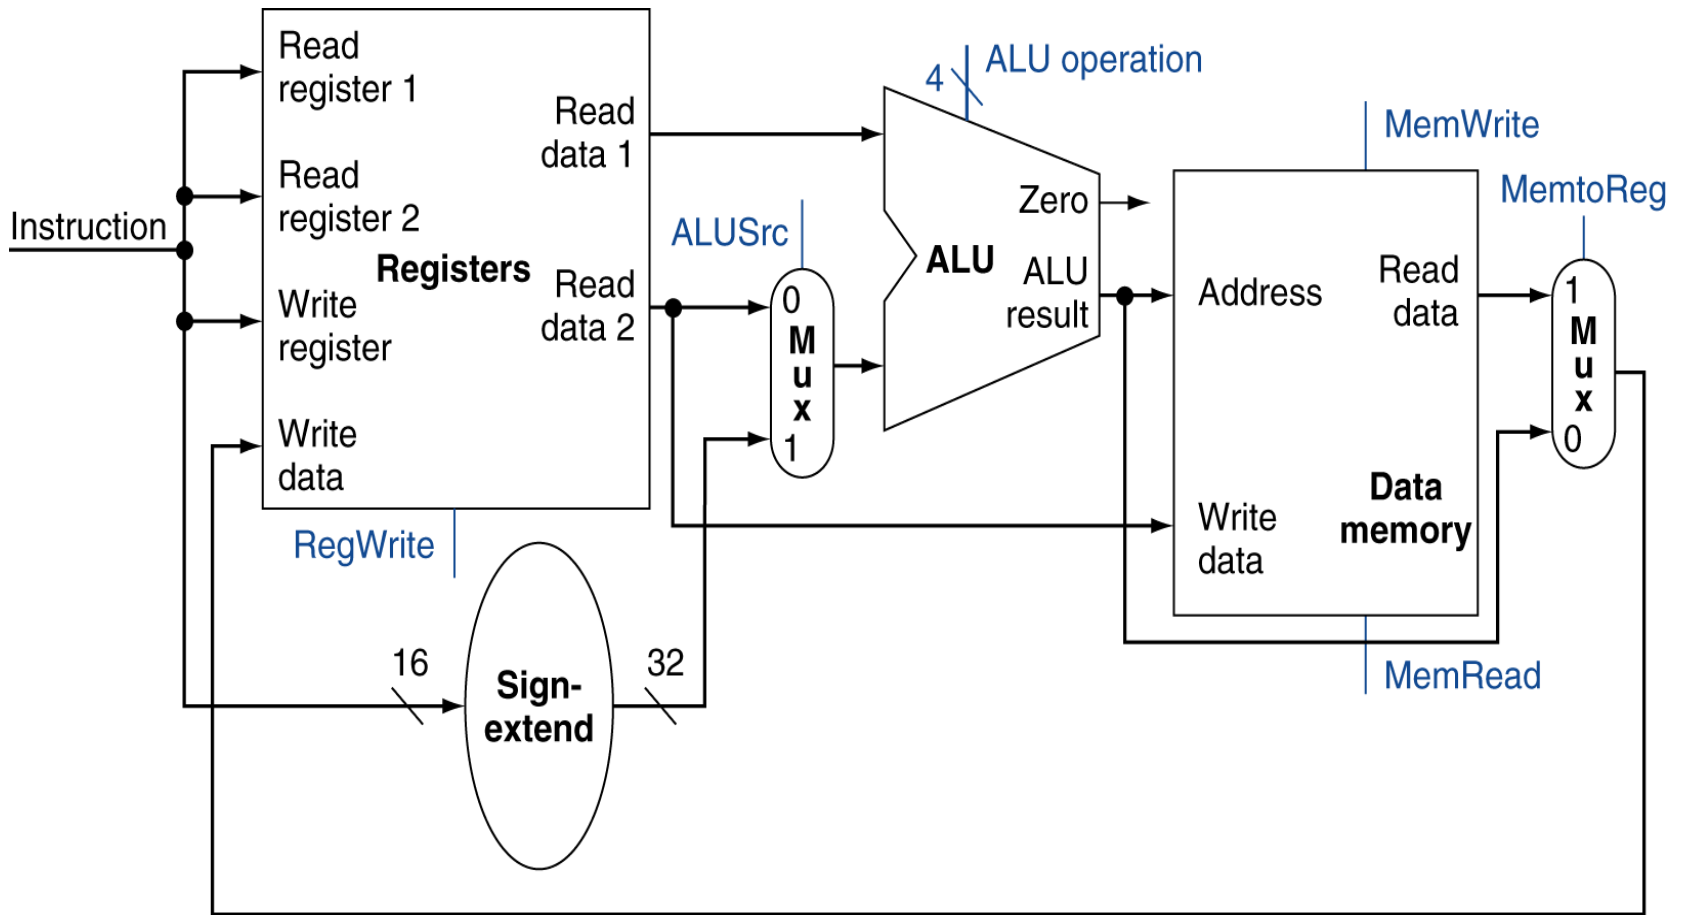 Instruction
Read
register 1
Read
register 2
Write
register
Write
data
Registers
Read
data 1
Read
data 2
RegWrite
16
Sign-
extend
32
ALUSrc
0
M
u
x
1
4
ALU operation
ALU
Zero
ALU
result
MemWrite
Address
Read
data
Write
data
Data
memory
MemRead
MemtoReg
1
M
u
x
0